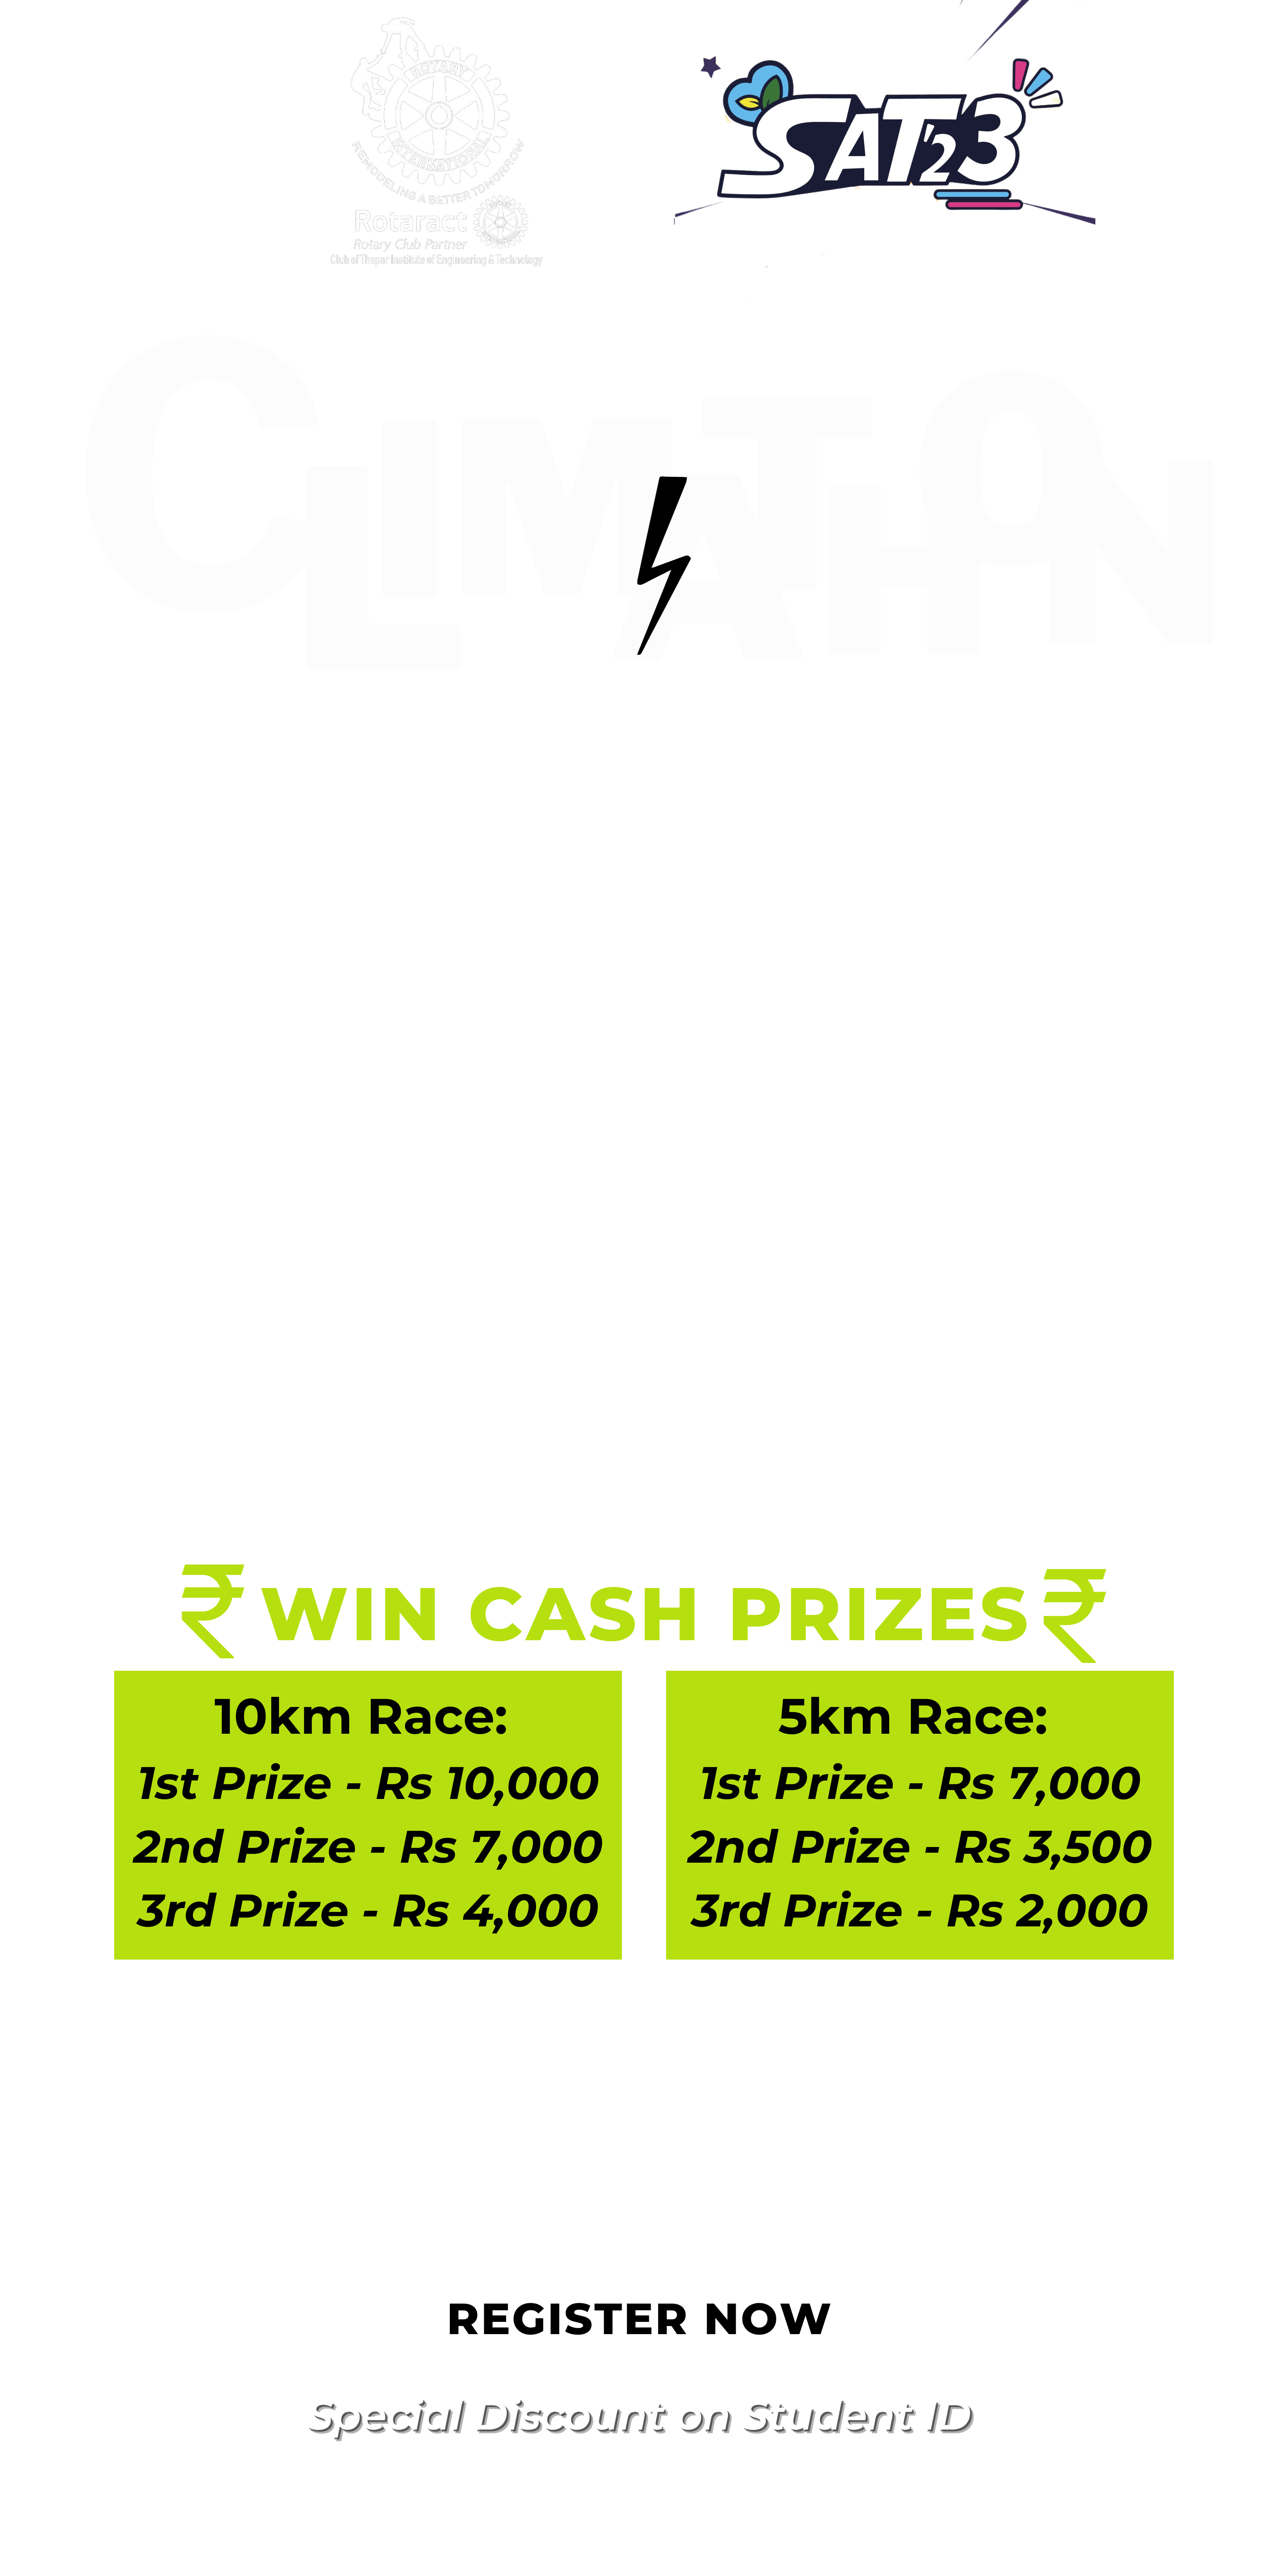 ROTARY
INTERNATIONAL
REMODELING A BETTER TOMORROW
Rotaract
Rotary Club Partner
Club of Thapar Institute of Engineering & Technology
SAT'23
CLIMATHON
₹ WIN CASH PRIZES ₹
10km Race:
1st Prize - Rs 10,000
2nd Prize - Rs 7,000
3rd Prize - Rs 4,000
5km Race:
1st Prize - Rs 7,000
2nd Prize - Rs 3,500
3rd Prize - Rs 2,000
REGISTER NOW
Special Discount on Student ID